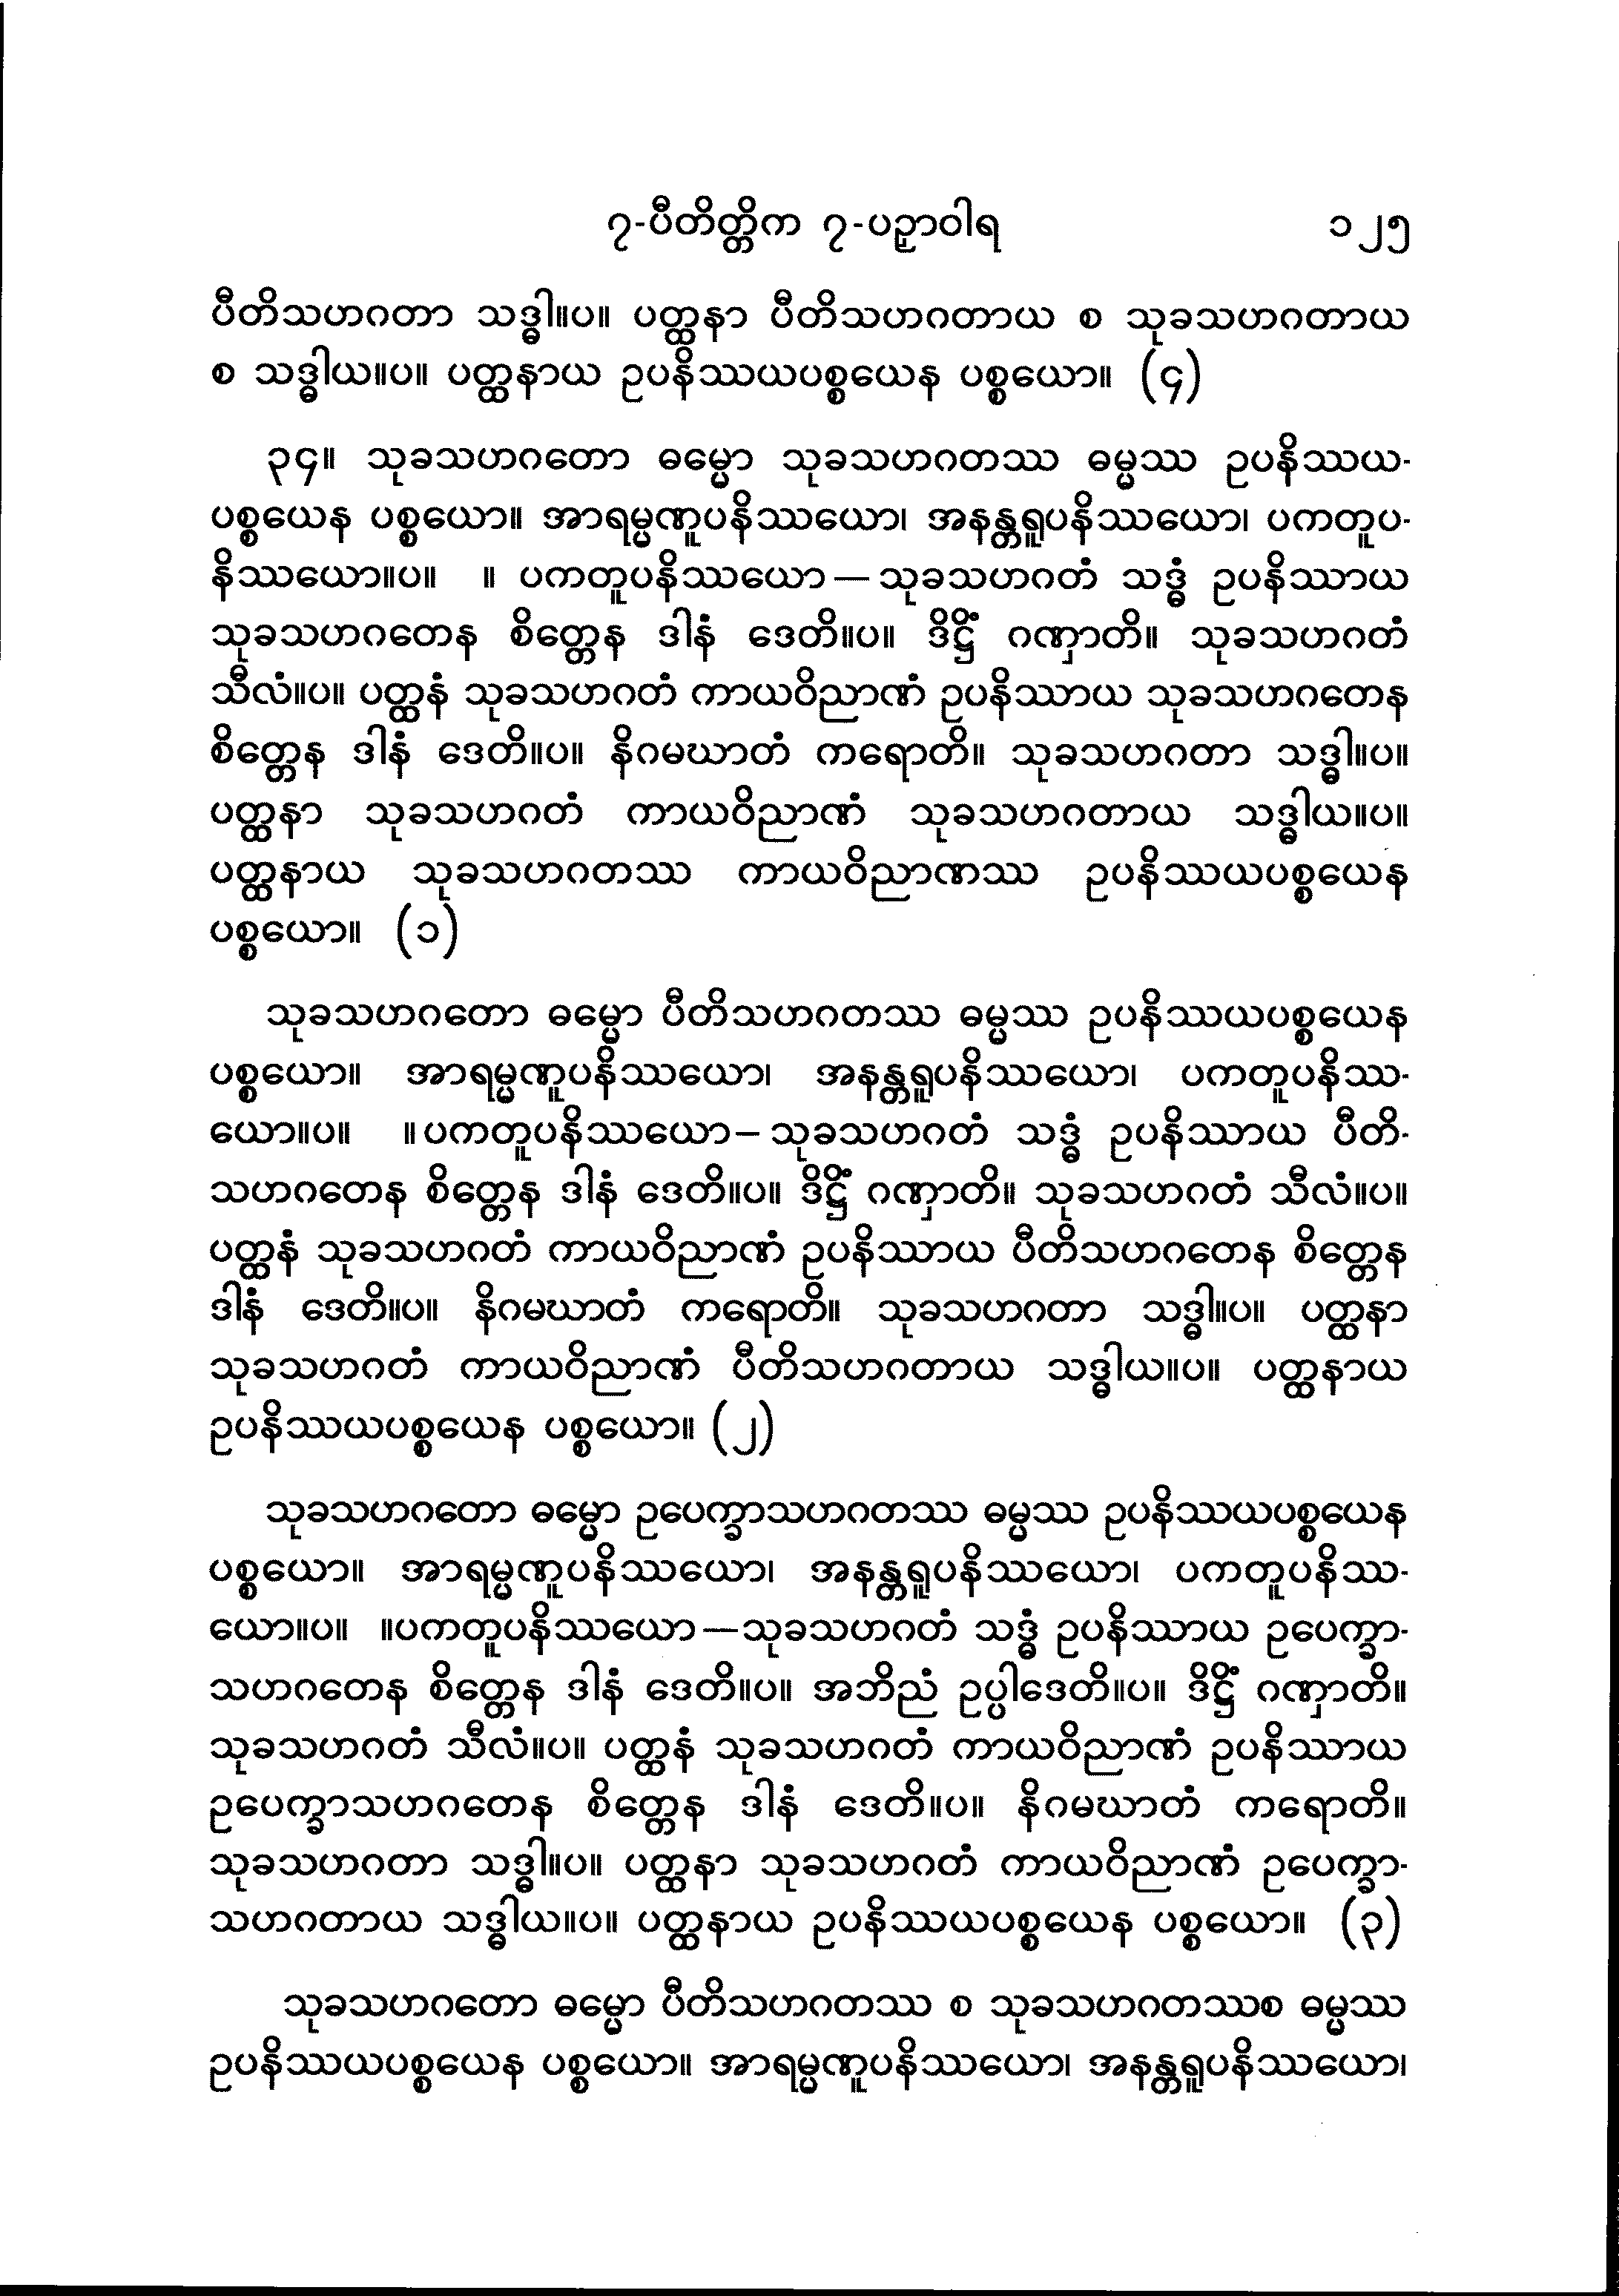 ၇-ပီတိတ္တိက ၇-ပဉှာဝါရ ၁၂၅
ပီတိသဟဂတာ သဒ္ဓါ။ပ။ ပတ္ထနာ ပီတိသဟဂတာယ စ သုခသဟဂတာယ
စ သဒ္ဓါယ။ပ။ ပတ္ထနာယ ဥပနိဿယပစ္စယေန ပစ္စယော။ (၄)
၃၄။ သုခသဟဂတော ဓမ္မော သုခသဟဂတဿ ဓမ္မဿ ဥပနိဿယ-
ပစ္စယေန ပစ္စယော။ အာရမ္မဏူပနိဿယော၊ အနန္တရူပနိဿယော၊ ပကတူပ-
နိဿယော။ပ။ ။ ပကတူပနိဿယော — သုခသဟဂတံ သဒ္ဓံ ဥပနိဿာယ
သုခသဟဂတေန စိတ္တေန ဒါနံ ဒေတိ။ပ။ ဒိဋ္ဌိံ ဂဏှာတိ။ သုခသဟဂတံ
သီလံ။ပ။ ပတ္ထနံ သုခသဟဂတံ ကာယဝိညာဏံ ဥပနိဿာယ သုခသဟဂတေန
စိတ္တေန ဒါနံ ဒေတိ။ပ။ နိဂမဃာတံ ကရောတိ။ သုခသဟဂတာ သဒ္ဓါ။ပ။
ပတ္ထနာ သုခသဟဂတံ ကာယဝိညာဏံ သုခသဟဂတာယ သဒ္ဓါယ။ပ။
ပတ္ထနာယ သုခသဟဂတဿ ကာယဝိညာဏဿ ဥပနိဿယပစ္စယေန
ပစ္စယော။ (၁)
သုခသဟဂတော ဓမ္မော ပီတိသဟဂတဿ ဓမ္မဿ ဥပနိဿယပစ္စယေန
ပစ္စယော။ အာရမ္မဏူပနိဿယော၊ အနန္တရူပနိဿယော၊ ပကတူပနိဿ-
ယော။ပ။ ။ ပကတူပနိဿယော — သုခသဟဂတံ သဒ္ဓံ ဥပနိဿာယ ပီတိ-
သဟဂတေန စိတ္တေန ဒါနံ ဒေတိ။ပ။ ဒိဋ္ဌိံ ဂဏှာတိ။ သုခသဟဂတံ သီလံ။ပ။
ပတ္ထနံ သုခသဟဂတံ ကာယဝိညာဏံ ဥပနိဿာယ ပီတိသဟဂတေန စိတ္တေန
ဒါနံ ဒေတိ။ပ။ နိဂမဃာတံ ကရောတိ။ သုခသဟဂတာ သဒ္ဓါ။ပ။ ပတ္ထနာ
သုခသဟဂတံ ကာယဝိညာဏံ ပီတိသဟဂတာယ သဒ္ဓါယ။ပ။ ပတ္ထနာယ
ဥပနိဿယပစ္စယေန ပစ္စယော။ (၂)
သုခသဟဂတော ဓမ္မော ဥပေက္ခာသဟဂတဿ ဓမ္မဿ ဥပနိဿယပစ္စယေန
ပစ္စယော။ အာရမ္မဏူပနိဿယော၊ အနန္တရူပနိဿယော၊ ပကတူပနိဿ-
ယော။ပ။ ။ပကတူပနိဿယော — သုခသဟဂတံ သဒ္ဓံ ဥပနိဿာယ ဥပေက္ခာ-
သဟဂတေန စိတ္တေန ဒါနံ ဒေတိ။ပ။ အဘိညံ ဥပ္ပါဒေတိ။ပ။ ဒိဋ္ဌိံ ဂဏှာတိ။
သုခသဟဂတံ သီလံ။ပ။ ပတ္ထနံ သုခသဟဂတံ ကာယဝိညာဏံ ဥပနိဿာယ
ဥပေက္ခာသဟဂတေန စိတ္တေန ဒါနံ ဒေတိ။ပ။ နိဂမဃာတံ ကရောတိ။
သုခသဟဂတာ သဒ္ဓါ။ပ။ ပတ္ထနာ သုခသဟဂတံ ကာယဝိညာဏံ ဥပေက္ခာ-
သဟဂတာယ သဒ္ဓါယ။ပ။ ပတ္ထနာယ ဥပနိဿယပစ္စယေန ပစ္စယော။ (၃)
သုခသဟဂတော ဓမ္မော ပီတိသဟဂတဿ စ သုခသဟဂတဿစ ဓမ္မဿ
ဥပနိဿယပစ္စယေန ပစ္စယော။ အာရမ္မဏူပနိဿယော၊ အနန္တရူပနိဿယော၊